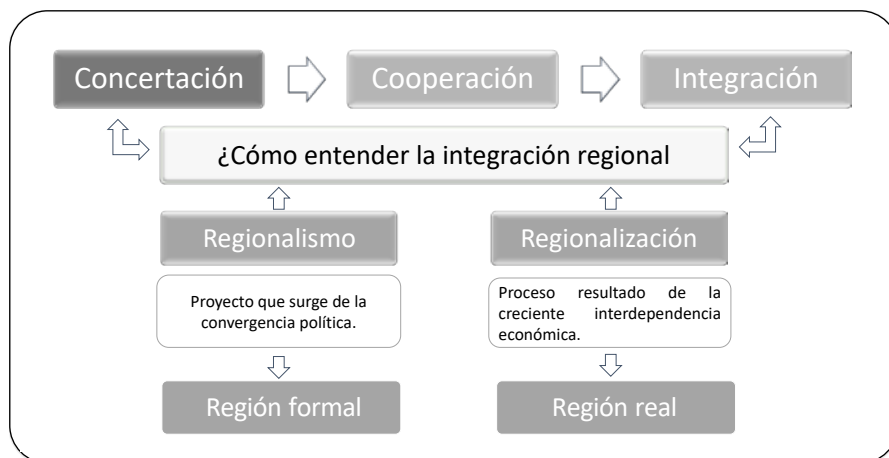 Concertación
Cooperación
Integración
¿Cómo entender la integración regional
Regionalismo
Regionalización
Proyecto que surge de la
convergencia política.
Proceso resultado de la
creciente interdependencia
económica.
Región formal
Región real